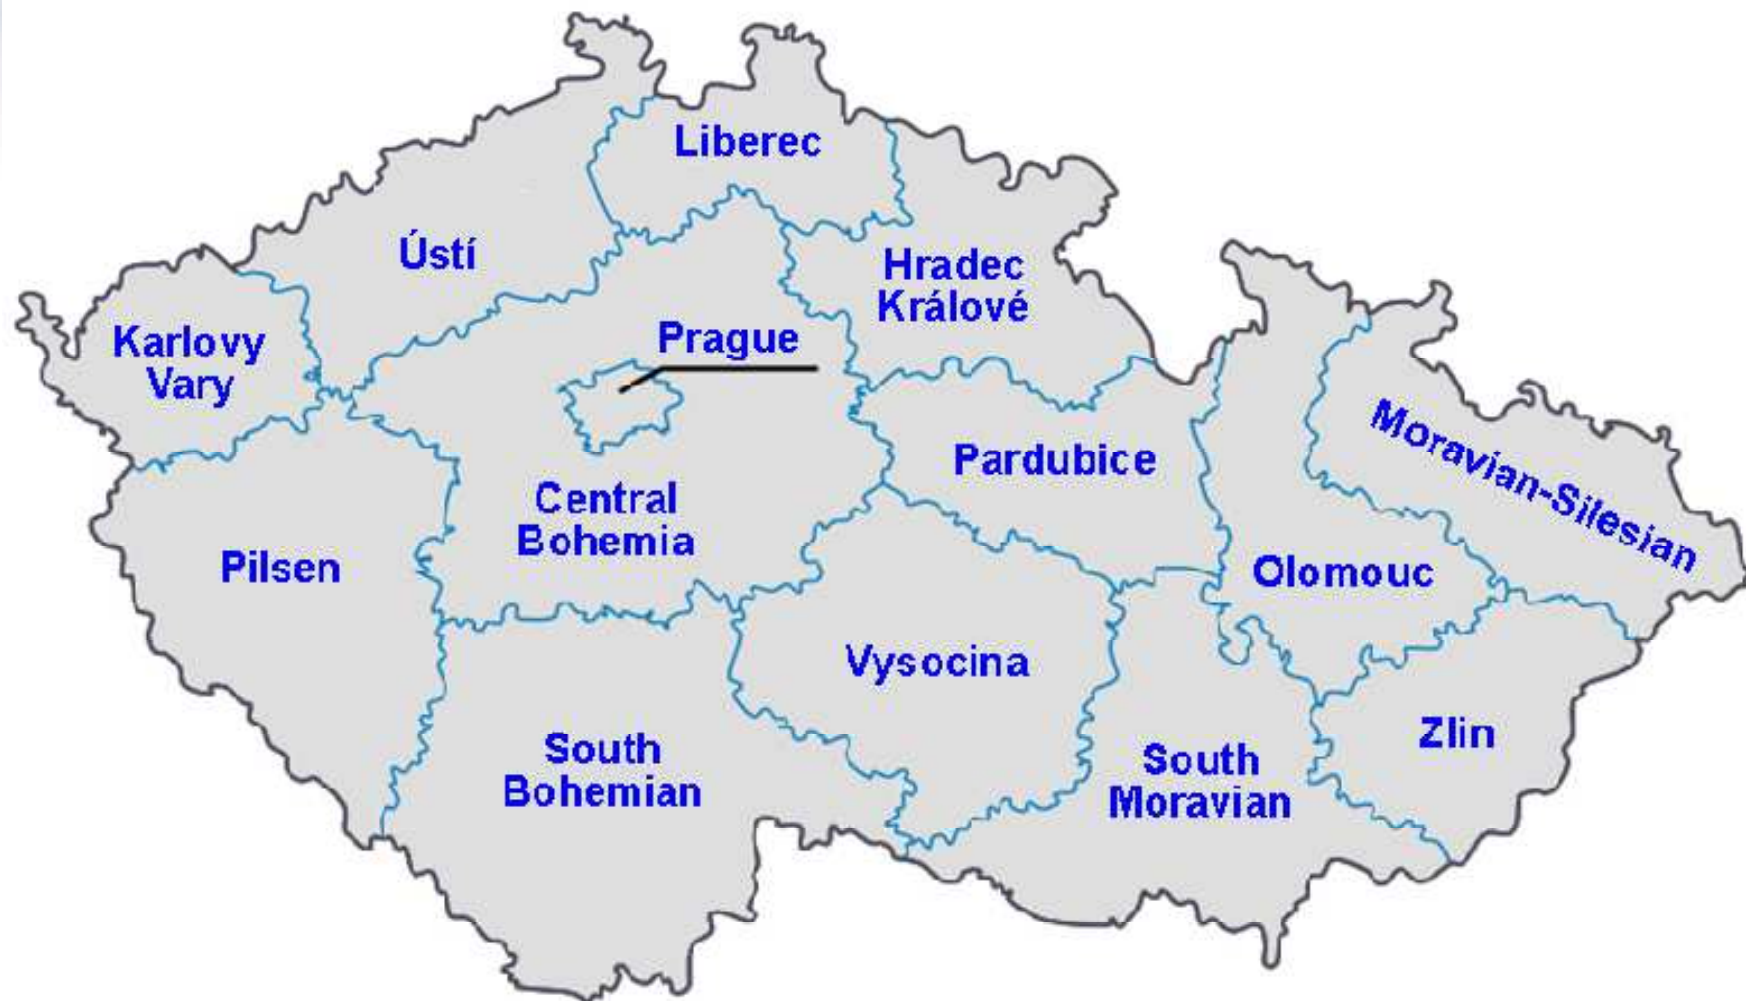 Liberec
Ústí
Hradec
Králové
Karlovy
Vary
Prague
Moravian-Silesian
Pardubice
Central
Bohemia
Pilsen
Olomouc
Vysocina
Zlin
South
Bohemian
South
Moravian